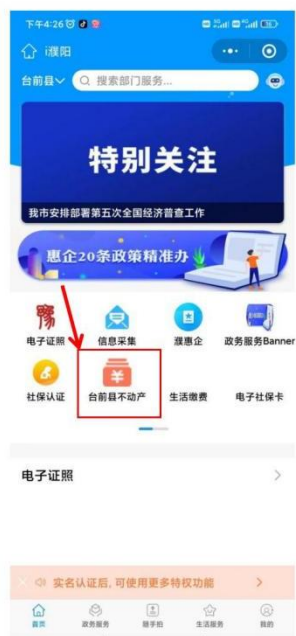 下午4:26
i濮阳
台前县 搜索部门服务...
特别关注
我市安排部署第五次全国经济普查工作
惠企20条政策精准办
豫
电子证照 信息采集 濮惠企 政务服务Banner
社保认证 台前县不动产 生活缴费 电子社保卡
电子证照
实名认证后,可使用更多特权功能
首页 政务服务 随手拍 生活服务 我的